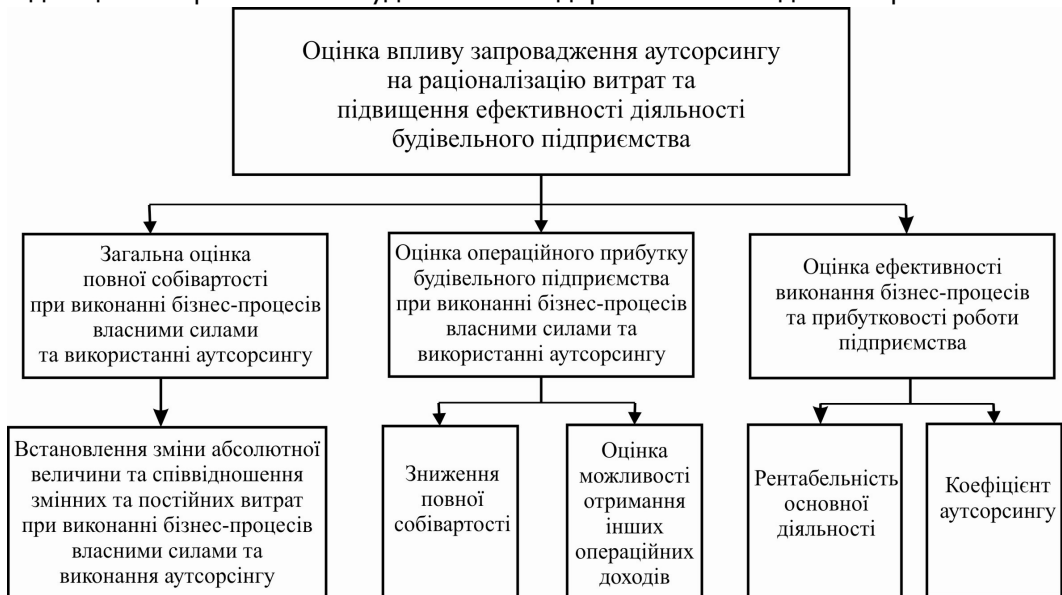 Оцінка впливу запровадження аутсорсингу
на раціоналізацію витрат та
підвищення ефективності діяльності
будівельного підприємства
Загальна оцінка
повної собівартості
при виконанні бізнес-процесів
власними силами
та використанні аутсорсингу
Оцінка операційного прибутку
будівельного підприємства
при виконанні бізнес-процесів
власними силами та
використанні аутсорсингу
Оцінка ефективності
виконання бізнес-процесів
та прибутковості роботи
підприємства
Встановлення зміни абсолютної
величини та співвідношення
змінних та постійних витрат
при виконанні бізнес-процесів
власними силами та
виконання аутсорсінгу
Зниження
повної
собівартості
Оцінка
можливості
отримання
інших
операційних
доходів
Рентабельність
основної
діяльності
Коефіцієнт
аутсорсингу